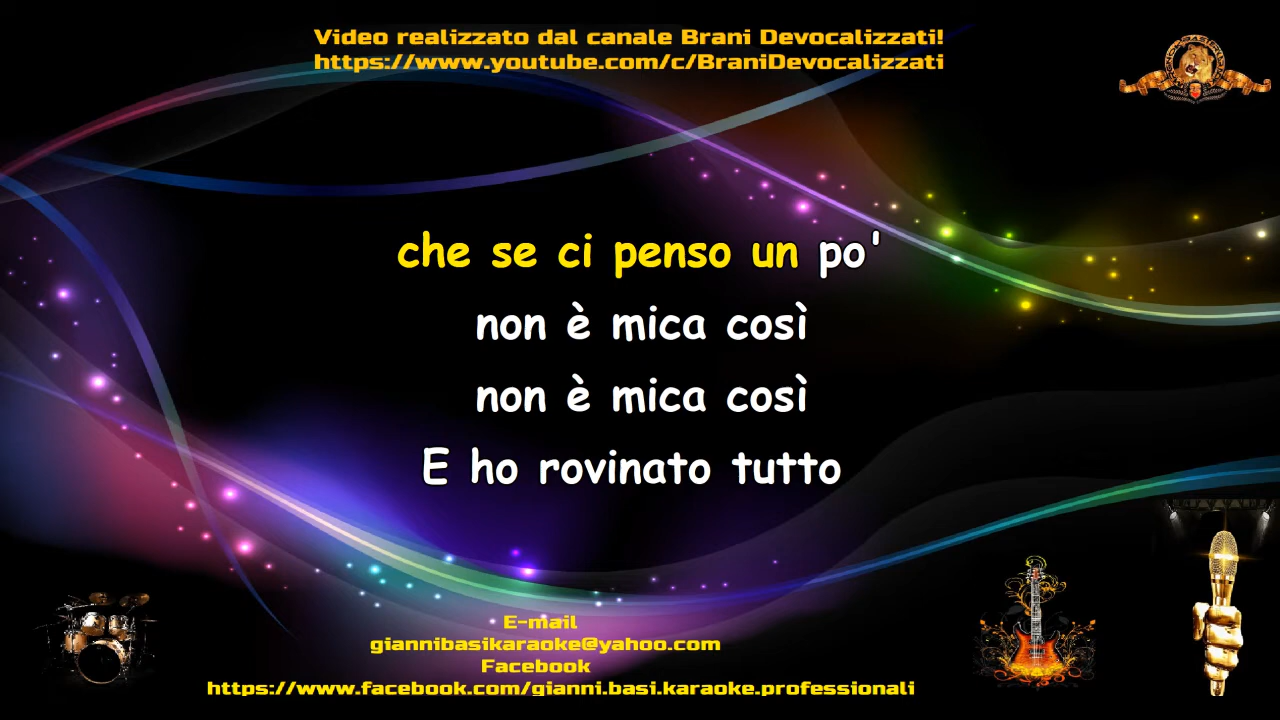 Video realizzato dal canale Brani Devocalizzati!
https://www.youtube.com/c/BraniDevocalizzati
che se ci penso un po'
non è mica così
non è mica così
E ho rovinato tutto
E-mail
giannibasikaraoke@yahoo.com
Facebook
https://www.facebook.com/gianni.basi.karaoke.professionali